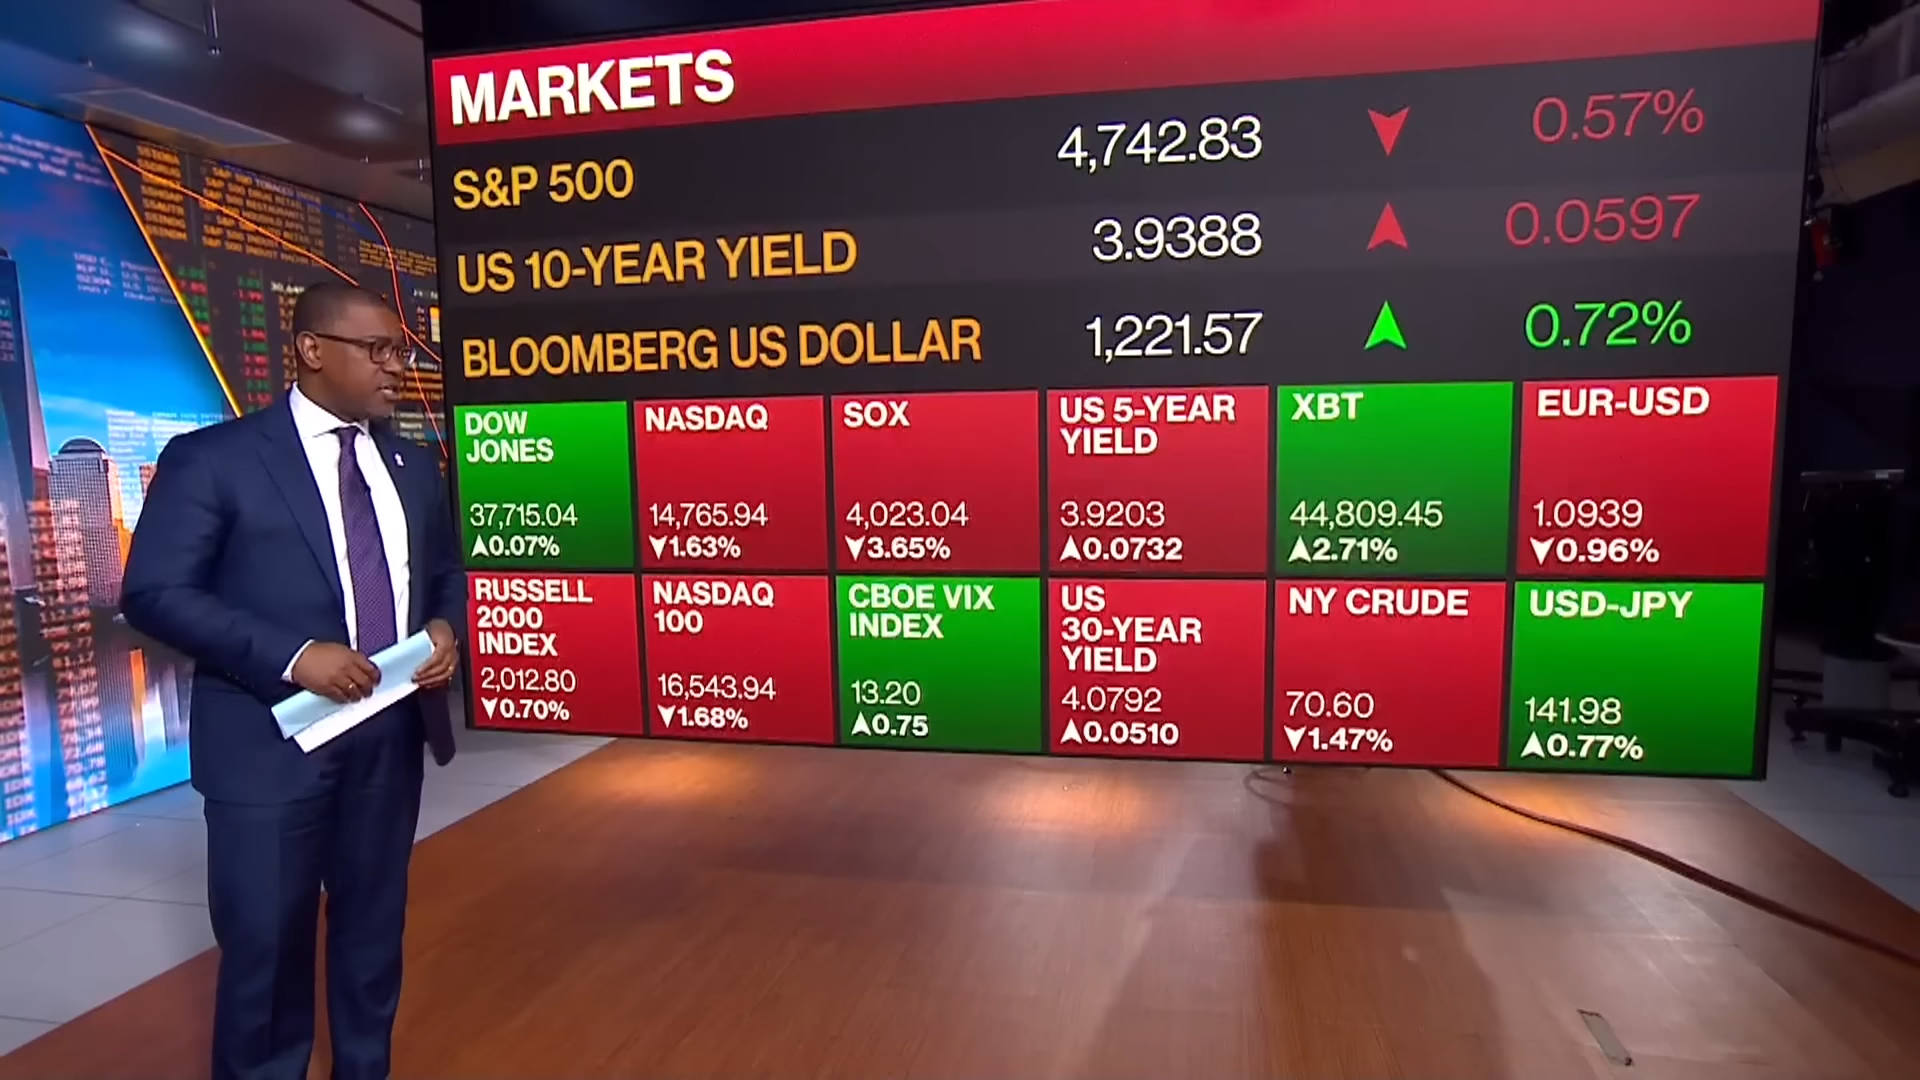 MARKETS
S&P 500 4,742.83 ▼ 0.57%
US 10-YEAR YIELD 3.9388 ▲ 0.0597
BLOOMBERG US DOLLAR 1,221.57 ▲ 0.72%
DOW
JONES
37,715.04
▲0.07%
NASDAQ
14,765.94
▼1.63%
SOX
4,023.04
▼3.65%
US 5-YEAR
YIELD
3.9203
▲0.0732
XBT
44,809.45
▲2.71%
EUR-USD
1.0939
▼0.96%
RUSSELL
2000
INDEX
2,012.80
▼0.70%
NASDAQ
100
16,543.94
▼1.68%
CBOE VIX
INDEX
13.20
▲0.75
US
30-YEAR
YIELD
4.0792
▲0.0510
NY CRUDE
70.60
▼1.47%
USD-JPY
141.98
▲0.77%